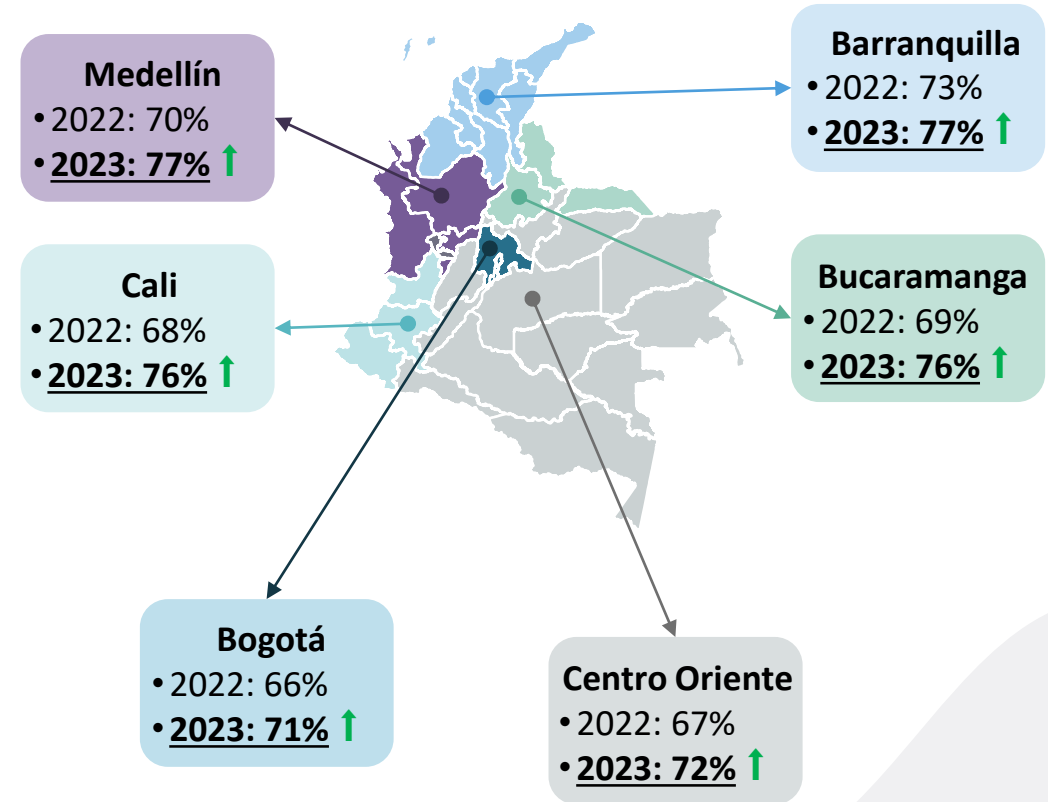 Medellín
• 2022: 70%
• 2023: 77% ↑
Barranquilla
• 2022: 73%
• 2023: 77% ↑
Cali
• 2022: 68%
• 2023: 76% ↑
Bucaramanga
• 2022: 69%
• 2023: 76% ↑
Bogotá
• 2022: 66%
• 2023: 71% ↑
Centro Oriente
• 2022: 67%
• 2023: 72% ↑